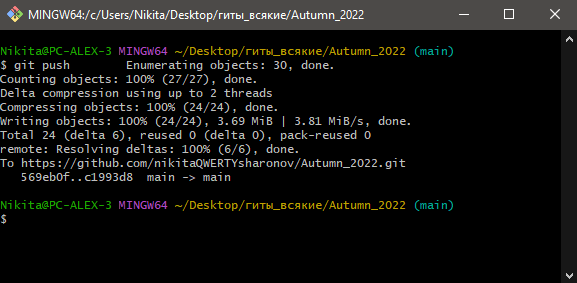 MINGW64:/c/Users/Nikita/Desktop/гиты_всякие/Autumn_2022
Nikita@PC-ALEX-3 MINGW64 ~/Desktop/гиты_всякие/Autumn_2022 (main)
$ git push        Enumerating objects: 30, done.
Counting objects: 100% (27/27), done.
Delta compression using up to 2 threads
Compressing objects: 100% (24/24), done.
Writing objects: 100% (24/24), 3.69 MiB | 3.81 MiB/s, done.
Total 24 (delta 6), reused 0 (delta 0), pack-reused 0
remote: Resolving deltas: 100% (6/6), done.
To https://github.com/nikitaQWERTYsharonov/Autumn_2022.git
   569eb0f..c1993d8  main -> main
Nikita@PC-ALEX-3 MINGW64 ~/Desktop/гиты_всякие/Autumn_2022 (main)
$